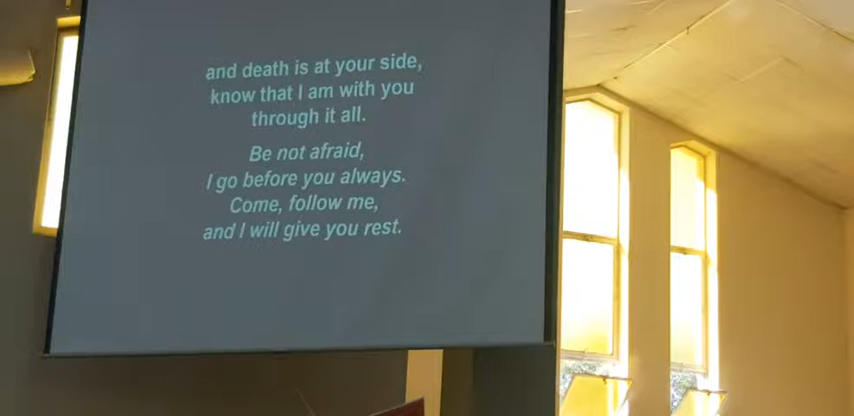 and death is at your side,
know that I am with you
through it all.
Be not afraid,
I go before you always.
Come, follow me,
and I will give you rest.